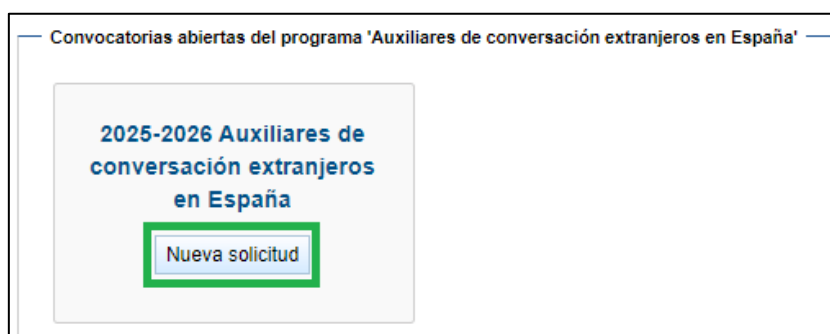 Convocatorias abiertas del programa 'Auxiliares de conversación extranjeros en España'
2025-2026 Auxiliares de
conversación extranjeros
en España
Nueva solicitud